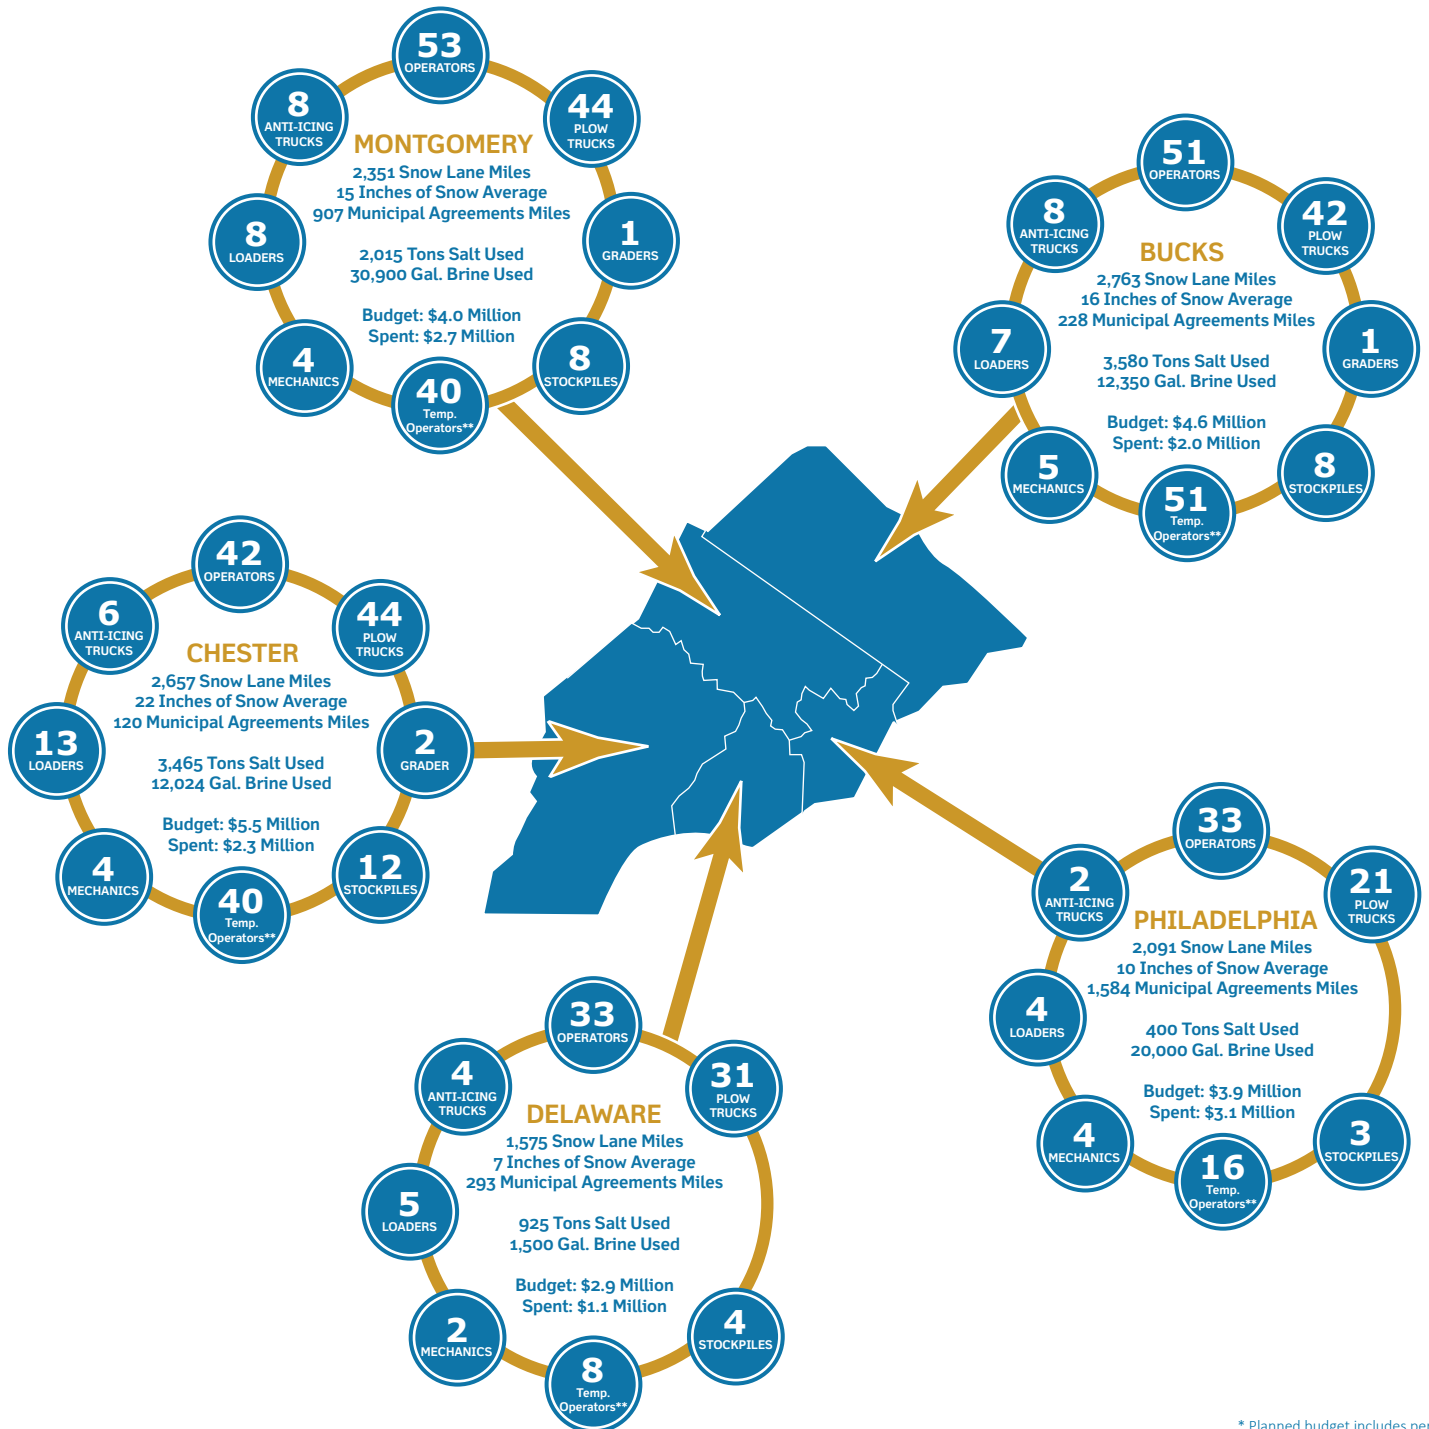 53
OPERATORS
8
ANTI-ICING
TRUCKS
44
PLOW
TRUCKS
MONTGOMERY
2,351 Snow Lane Miles
15 Inches of Snow Average
907 Municipal Agreements Miles
8
LOADERS
1
GRADERS
2,015 Tons Salt Used
30,900 Gal. Brine Used
Budget: $4.0 Million
Spent: $2.7 Million
4
MECHANICS
8
STOCKPILES
40
Temp.
Operators**
51
OPERATORS
8
ANTI-ICING
TRUCKS
42
PLOW
TRUCKS
BUCKS
2,763 Snow Lane Miles
16 Inches of Snow Average
228 Municipal Agreements Miles
7
LOADERS
1
GRADERS
3,580 Tons Salt Used
12,350 Gal. Brine Used
Budget: $4.6 Million
Spent: $2.0 Million
5
MECHANICS
8
STOCKPILES
51
Temp.
Operators**
42
OPERATORS
6
ANTI-ICING
TRUCKS
44
PLOW
TRUCKS
CHESTER
2,657 Snow Lane Miles
22 Inches of Snow Average
120 Municipal Agreements Miles
13
LOADERS
2
GRADER
3,465 Tons Salt Used
12,024 Gal. Brine Used
Budget: $5.5 Million
Spent: $2.3 Million
4
MECHANICS
12
STOCKPILES
40
Temp.
Operators**
33
OPERATORS
2
ANTI-ICING
TRUCKS
21
PLOW
TRUCKS
PHILADELPHIA
2,091 Snow Lane Miles
10 Inches of Snow Average
1,584 Municipal Agreements Miles
4
LOADERS
400 Tons Salt Used
20,000 Gal. Brine Used
Budget: $3.9 Million
Spent: $3.1 Million
4
MECHANICS
3
STOCKPILES
16
Temp.
Operators**
33
OPERATORS
4
ANTI-ICING
TRUCKS
31
PLOW
TRUCKS
DELAWARE
1,575 Snow Lane Miles
7 Inches of Snow Average
293 Municipal Agreements Miles
5
LOADERS
925 Tons Salt Used
1,500 Gal. Brine Used
Budget: $2.9 Million
Spent: $1.1 Million
2
MECHANICS
4
STOCKPILES
8
Temp.
Operators**
* Planned budget includes